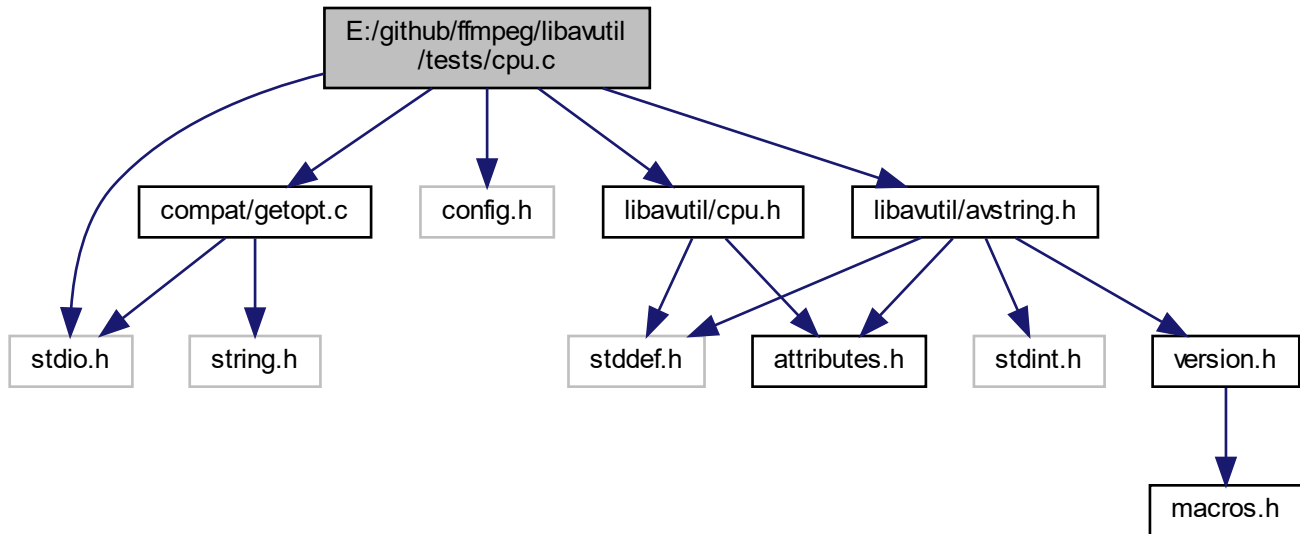 E:/github/ffmpeg/libavutil
/tests/cpu.c
compat/getopt.c
config.h
libavutil/cpu.h
libavutil/avstring.h
stdio.h
string.h
stddef.h
attributes.h
stdint.h
version.h
macros.h